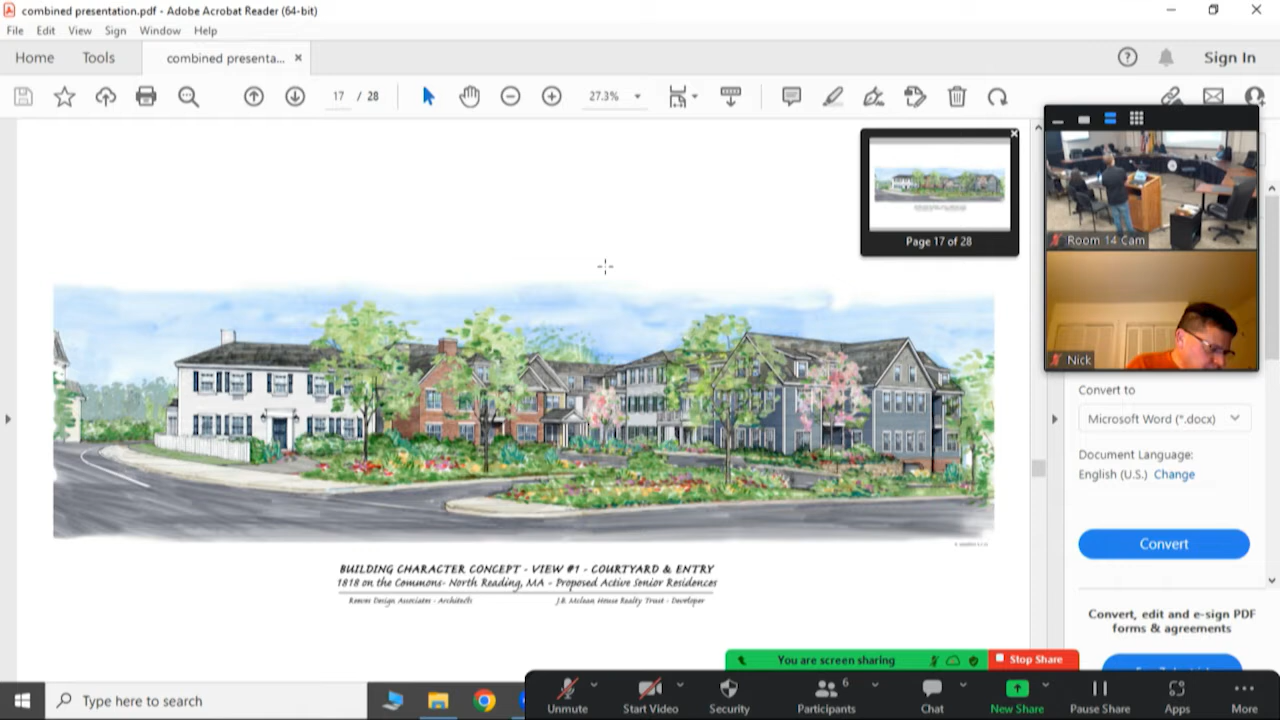 combined presentation.pdf - Adobe Acrobat Reader (64-bit)
File Edit View Sign Window Help
Home Tools combined presenta... × Sign In
17 / 28 27.3%
Page 17 of 28
Room 14 Cam
Nick
Convert to
Microsoft Word (*.docx)
Document Language:
English (U.S.) Change
Convert
Convert, edit and e-sign PDF
forms & agreements
BUILDING CHARACTER CONCEPT - VIEW #1 - COURTYARD & ENTRY
1818 on the Commons- North Reading, MA - Proposed Active Senior Residences
Reeves Design Associates - Architects J.B. Mclean House Realty Trust - Developer
You are screen sharing Stop Share
Type here to search
Unmute Start Video Security Participants 6 Chat New Share Pause Share Apps More